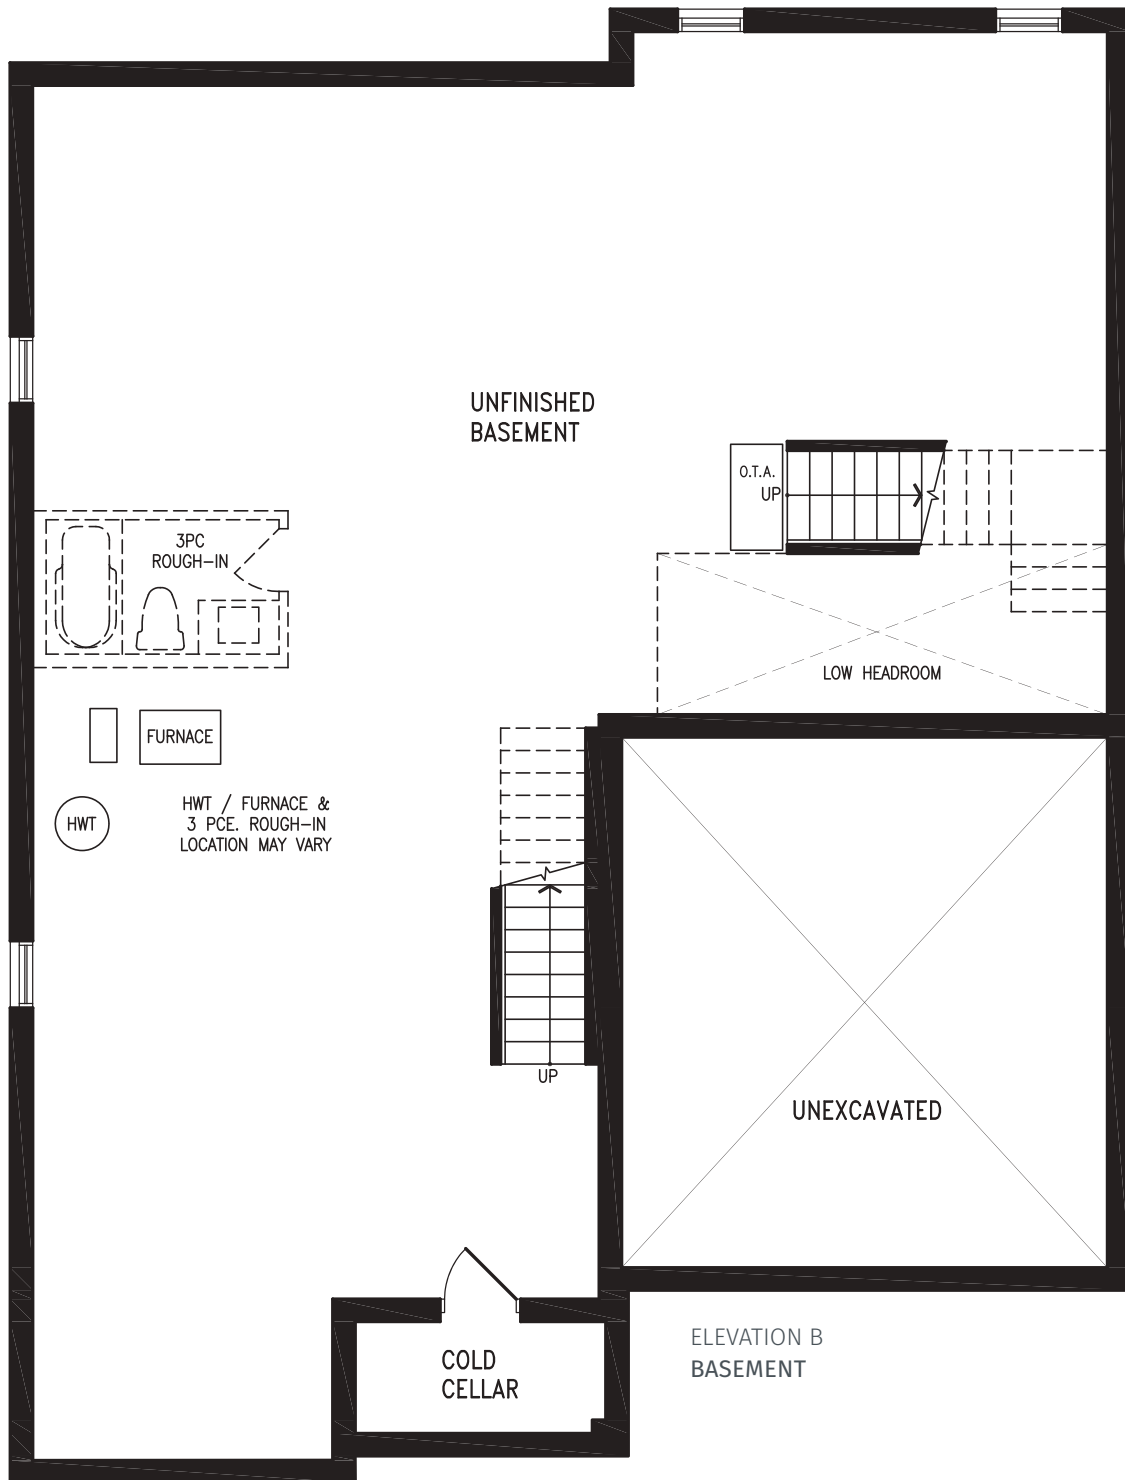 UNFINISHED
BASEMENT
O.T.A.
UP
3PC
ROUGH-IN
LOW HEADROOM
FURNACE
HWT
HWT / FURNACE &
3 PCE. ROUGH-IN
LOCATION MAY VARY
UP
UNEXCAVATED
COLD
CELLAR
ELEVATION B
BASEMENT